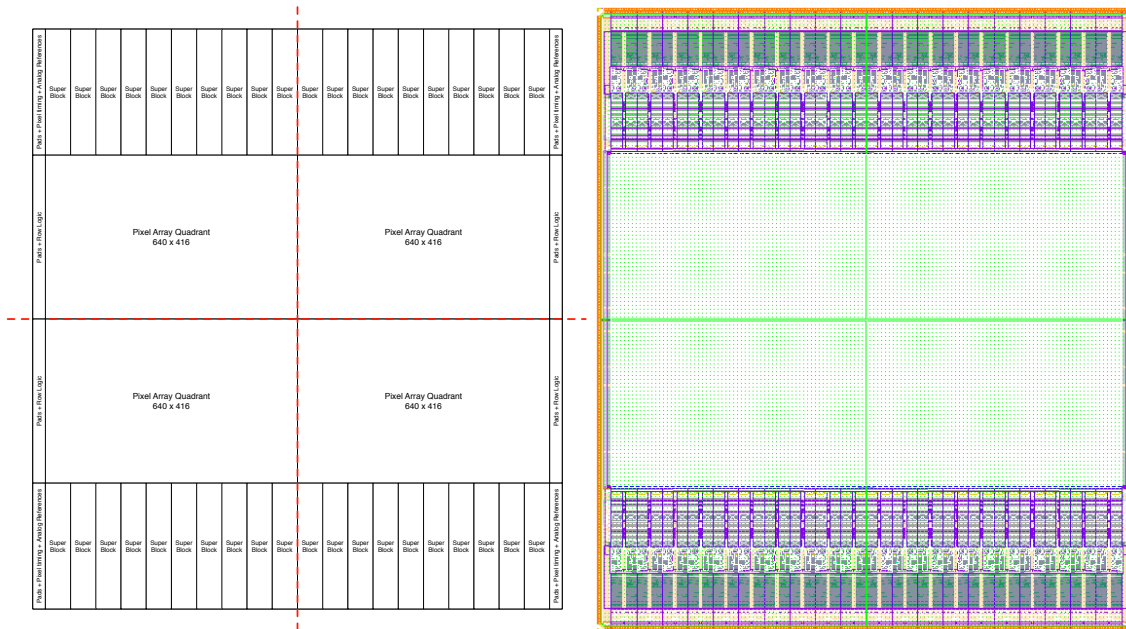 Pads + Pixel timing + Analog References
Super
Block
Super
Block
Super
Block
Super
Block
Super
Block
Super
Block
Super
Block
Super
Block
Super
Block
Super
Block
Super
Block
Super
Block
Super
Block
Super
Block
Super
Block
Super
Block
Super
Block
Super
Block
Super
Block
Super
Block
Pads + Pixel timing + Analog References
Pads + Row Logic
Pixel Array Quadrant
640 x 416
Pixel Array Quadrant
640 x 416
Pads + Row Logic
Pads + Row Logic
Pixel Array Quadrant
640 x 416
Pixel Array Quadrant
640 x 416
Pads + Row Logic
Pads + Pixel timing + Analog References
Super
Block
Super
Block
Super
Block
Super
Block
Super
Block
Super
Block
Super
Block
Super
Block
Super
Block
Super
Block
Super
Block
Super
Block
Super
Block
Super
Block
Super
Block
Super
Block
Super
Block
Super
Block
Super
Block
Super
Block
Pads + Pixel timing + Analog References